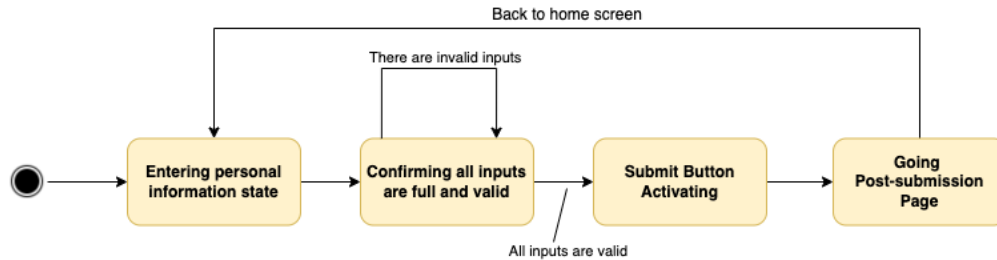 Back to home screen
There are invalid inputs
Entering personal
information state
Confirming all inputs
are full and valid
Submit Button
Activating
Going
Post-submission
Page
All inputs are valid